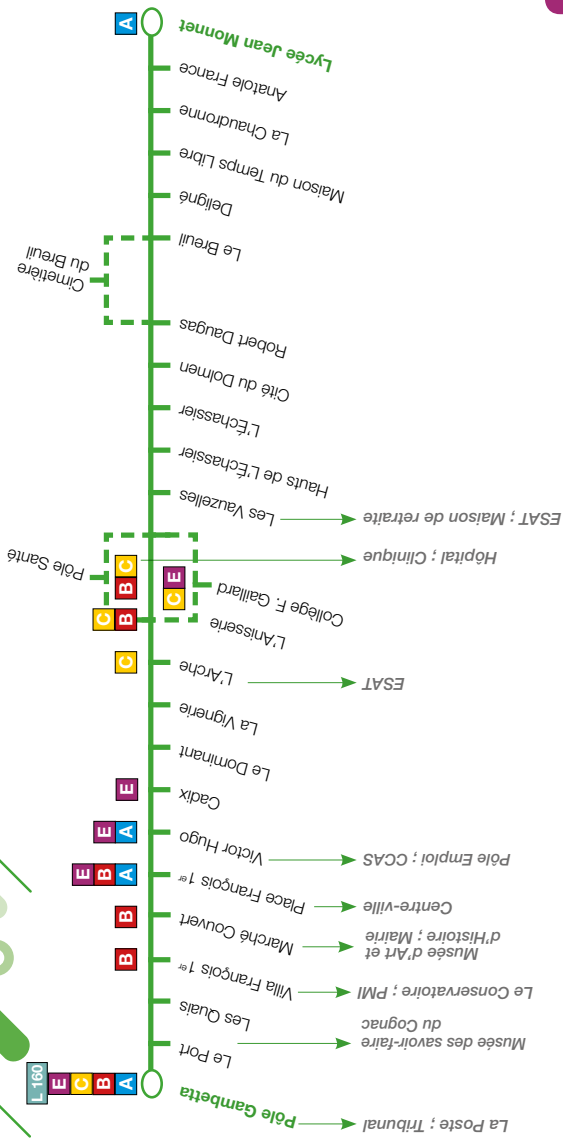 La Poste ; Tribunal
Pôle Gambetta
A B C E L 160
Musée des savoir-faire
du Cognac
Le Port
Les Quais
Le Conservatoire ; PMI
Villa François 1er
B
Musée d'Art et
d'Histoire ; Mairie
Marché Couvert
B
Centre-ville
Place François 1er
A B E
Pôle Emploi ; CCAS
Victor Hugo
A E
Cadix
E
Le Dominant
La Vignerie
ESAT
L'Arche
C
L'Anisserie
B C
Collège F. Gaillard
C E
Pôle Santé
B C
Hôpital ; Clinique
ESAT ; Maison de retraite
Les Vauzelles
Hauts de L'Échassier
L'Échassier
Cité du Dolmen
Robert Daugas
Cimetière
du Breuil
Le Breuil
Deligné
Maison du Temps Libre
La Chaudronne
Anatole France
Lycée Jean Monnet
A